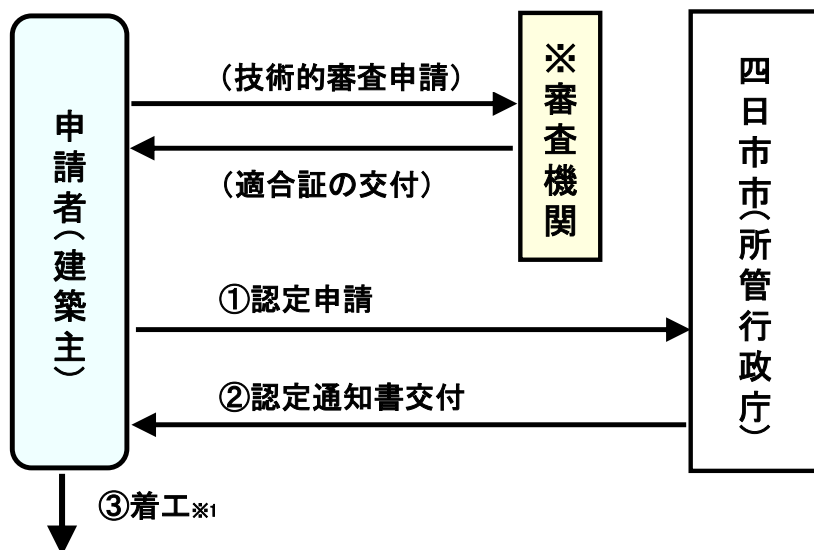 申請者（建築主）
（技術的審査申請）
（適合証の交付）
※審査機関
四日市市（所管行政庁）
①認定申請
②認定通知書交付
③着工※1